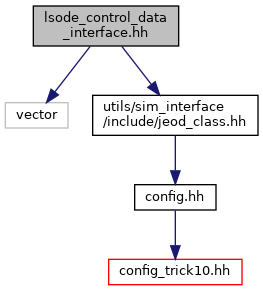 lsode_control_data
_interface.hh
vector
utils/sim_interface
/include/jeod_class.hh
config.hh
config_trick10.hh